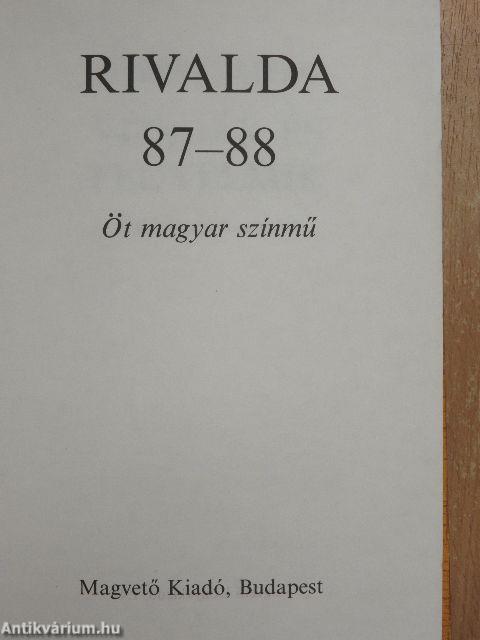 RIVALDA
87–88
Öt magyar színmű
Magvető Kiadó, Budapest
Antikvárium.hu